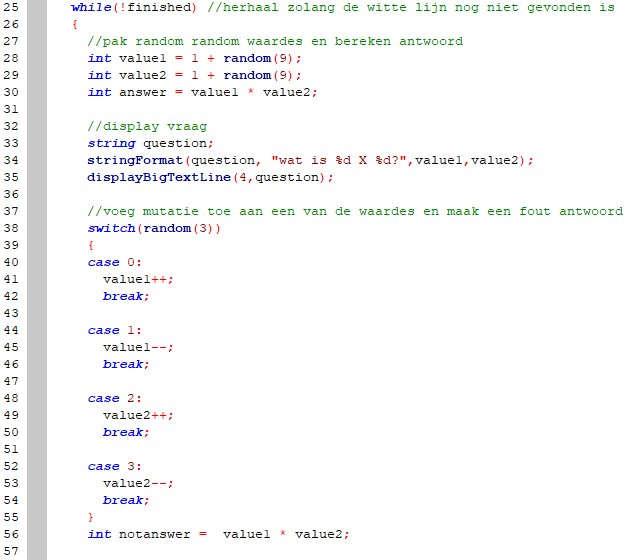 25 while(!finished) //herhaal zolang de witte lijn nog niet gevonden is
26 {
27 //pak random random waardes en bereken antwoord
28 int value1 = 1 + random(9);
29 int value2 = 1 + random(9);
30 int answer = value1 * value2;
31
32 //display vraag
33 string question;
34 stringFormat(question, "wat is %d X %d?",value1,value2);
35 displayBigTextLine(4,question);
36
37 //voeg mutatie toe aan een van de waardes en maak een fout antwoord
38 switch(random(3))
39 {
40 case 0:
41 value1++;
42 break;
43
44 case 1:
45 value1--;
46 break;
47
48 case 2:
49 value2++;
50 break;
51
52 case 3:
53 value2--;
54 break;
55 }
56 int notanswer =  value1 * value2;
57